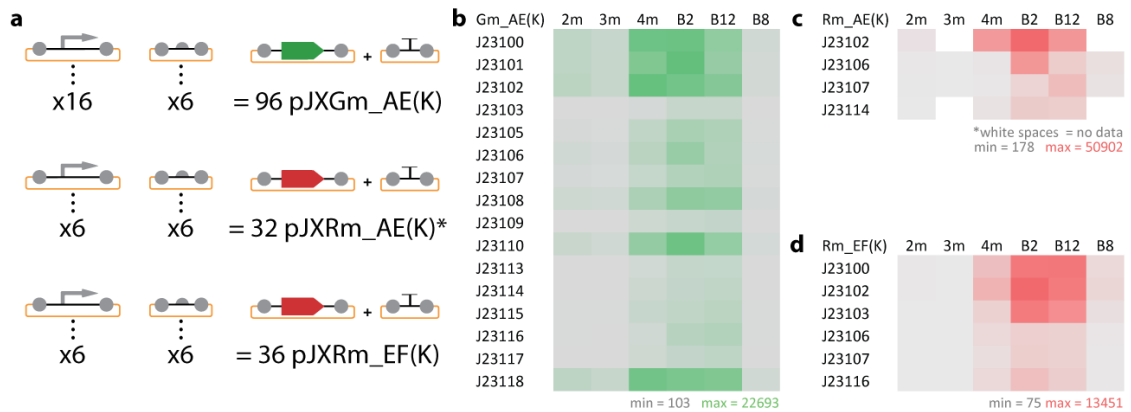 a
+
x16 x6 = 96 pJXGm_AE(K)
+
x6 x6 = 32 pJXRm_AE(K)*
+
x6 x6 = 36 pJXRm_EF(K)
b
Gm_AE(K) 2m 3m 4m B2 B12 B8
J23100
J23101
J23102
J23103
J23105
J23106
J23107
J23108
J23109
J23110
J23113
J23114
J23115
J23116
J23117
J23118
min = 103 max = 22693
c
Rm_AE(K) 2m 3m 4m B2 B12 B8
J23102
J23106
J23107
J23114
*white spaces = no data
min = 178 max = 50902
d
Rm_EF(K) 2m 3m 4m B2 B12 B8
J23100
J23102
J23103
J23106
J23107
J23116
min = 75 max = 13451